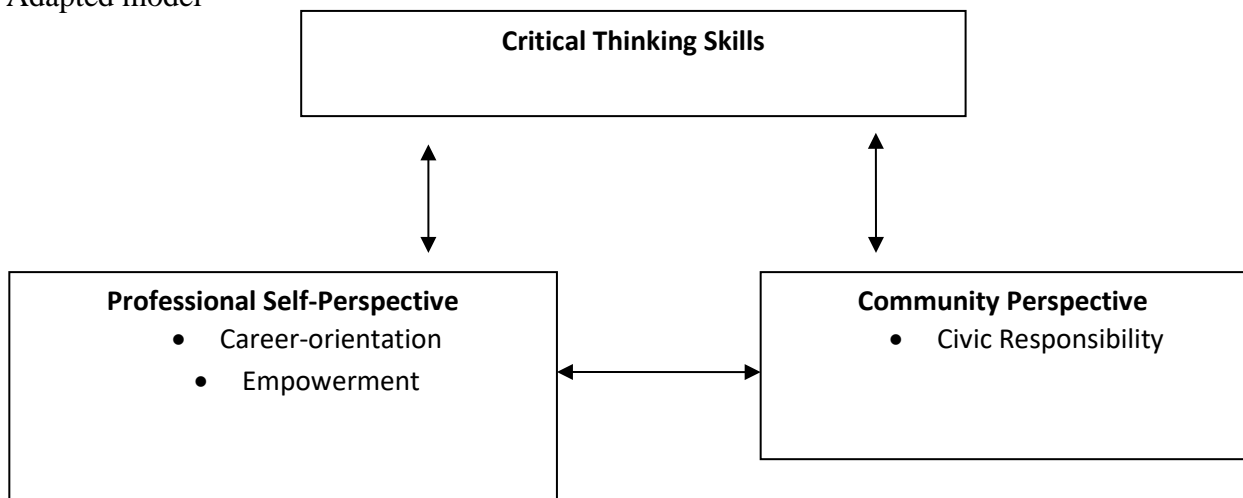 Adapted model
Critical Thinking Skills
Professional Self-Perspective
• Career-orientation
• Empowerment
Community Perspective
• Civic Responsibility